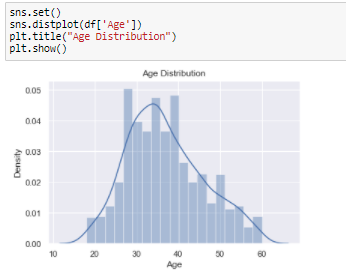 sns.set()
sns.distplot(df['Age'])
plt.title("Age Distribution")
plt.show()
Age Distribution
0.05
0.04
0.03
0.02
0.01
0.00
Density
10 20 30 40 50 60
Age